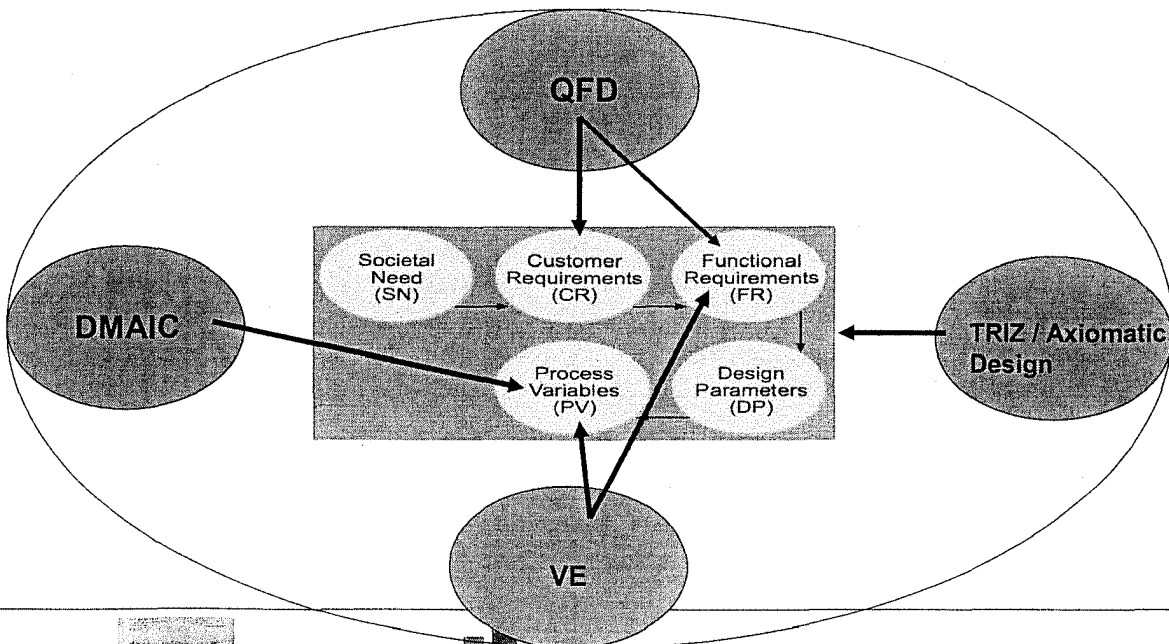 QFD
Societal
Need
(SN)
Customer
Requirements
(CR)
Functional
Requirements
(FR)
DMAIC
TRIZ / Axiomatic
Design
Process
Variables
(PV)
Design
Parameters
(DP)
VE